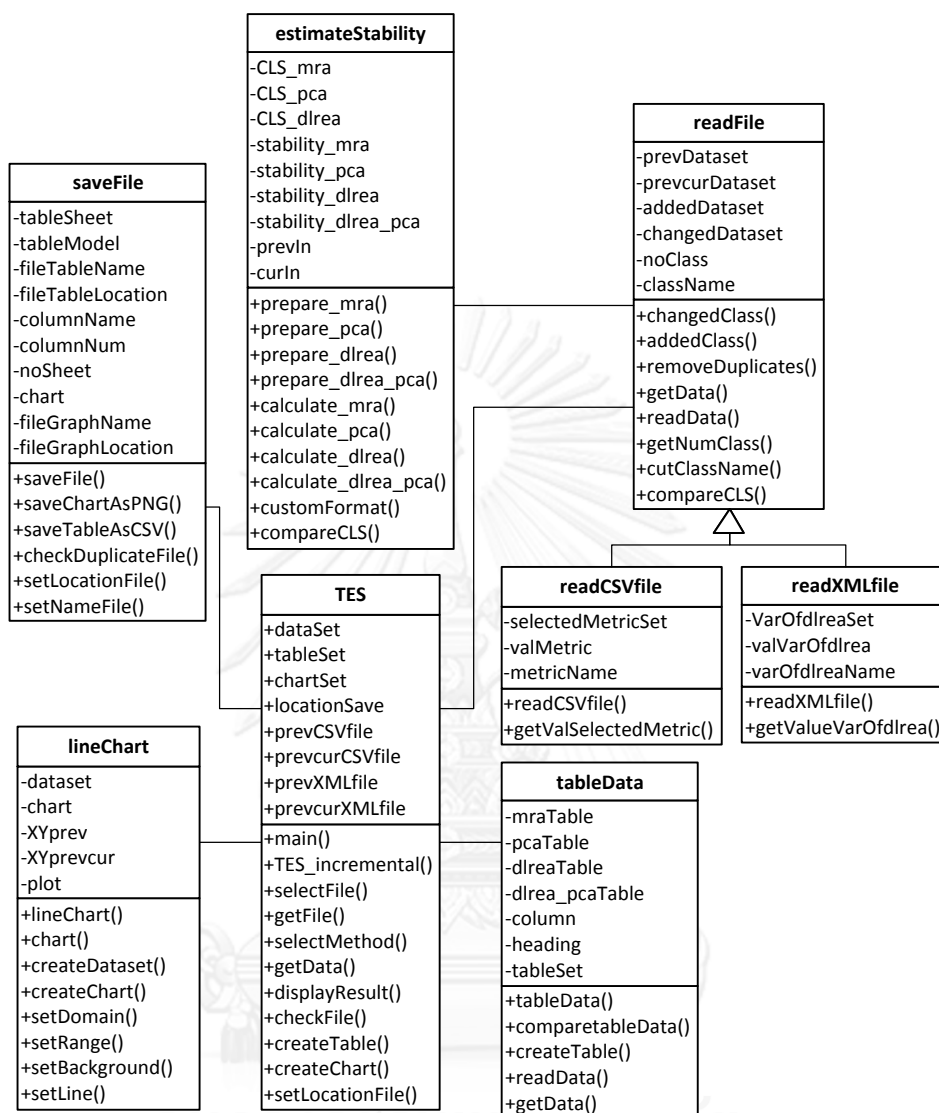 estimateStability
-CLS_mra
-CLS_pca
-CLS_dlrea
-stability_mra
-stability_pca
-stability_dlrea
-stability_dlrea_pca
-prevIn
-curIn
+prepare_mra()
+prepare_pca()
+prepare_dlrea()
+prepare_dlrea_pca()
+calculate_mra()
+calculate_pca()
+calculate_dlrea()
+calculate_dlrea_pca()
+customFormat()
+compareCLS()
readFile
-prevDataset
-prevcurDataset
-addedDataset
-changedDataset
-noClass
-className
+changedClass()
+addedClass()
+removeDuplicates()
+getData()
+readData()
+getNumClass()
+cutClassName()
+compareCLS()
saveFile
-tableSheet
-tableModel
-fileTableName
-fileTableLocation
-columnName
-columnNum
-noSheet
-chart
-fileGraphName
-fileGraphLocation
+saveFile()
+saveChartAsPNG()
+saveTableAsCSV()
+checkDuplicateFile()
+setLocationFile()
+setNameFile()
TES
+dataSet
+tableSet
+chartSet
+locationSave
+prevCSVfile
+prevcurCSVfile
+prevXMLfile
+prevcurXMLfile
+main()
+TES_incremental()
+selectFile()
+getFile()
+selectMethod()
+getData()
+displayResult()
+checkFile()
+createTable()
+createChart()
+setLocationFile()
readCSVfile
-selectedMetricSet
-valMetric
-metricName
+readCSVfile()
+getValSelectedMetric()
readXMLfile
-VarOfdlreaSet
-valVarOfdlrea
-varOfdlreaName
+readXMLfile()
+getValueVarOfdlrea()
lineChart
-dataset
-chart
-XYprev
-XYprevcur
-plot
+lineChart()
+chart()
+createDataset()
+createChart()
+setDomain()
+setRange()
+setBackground()
+setLine()
tableData
-mraTable
-pcaTable
-dlreaTable
-dlrea_pcaTable
-column
-heading
-tableSet
+tableData()
+comparetableData()
+createTable()
+readData()
+getData()